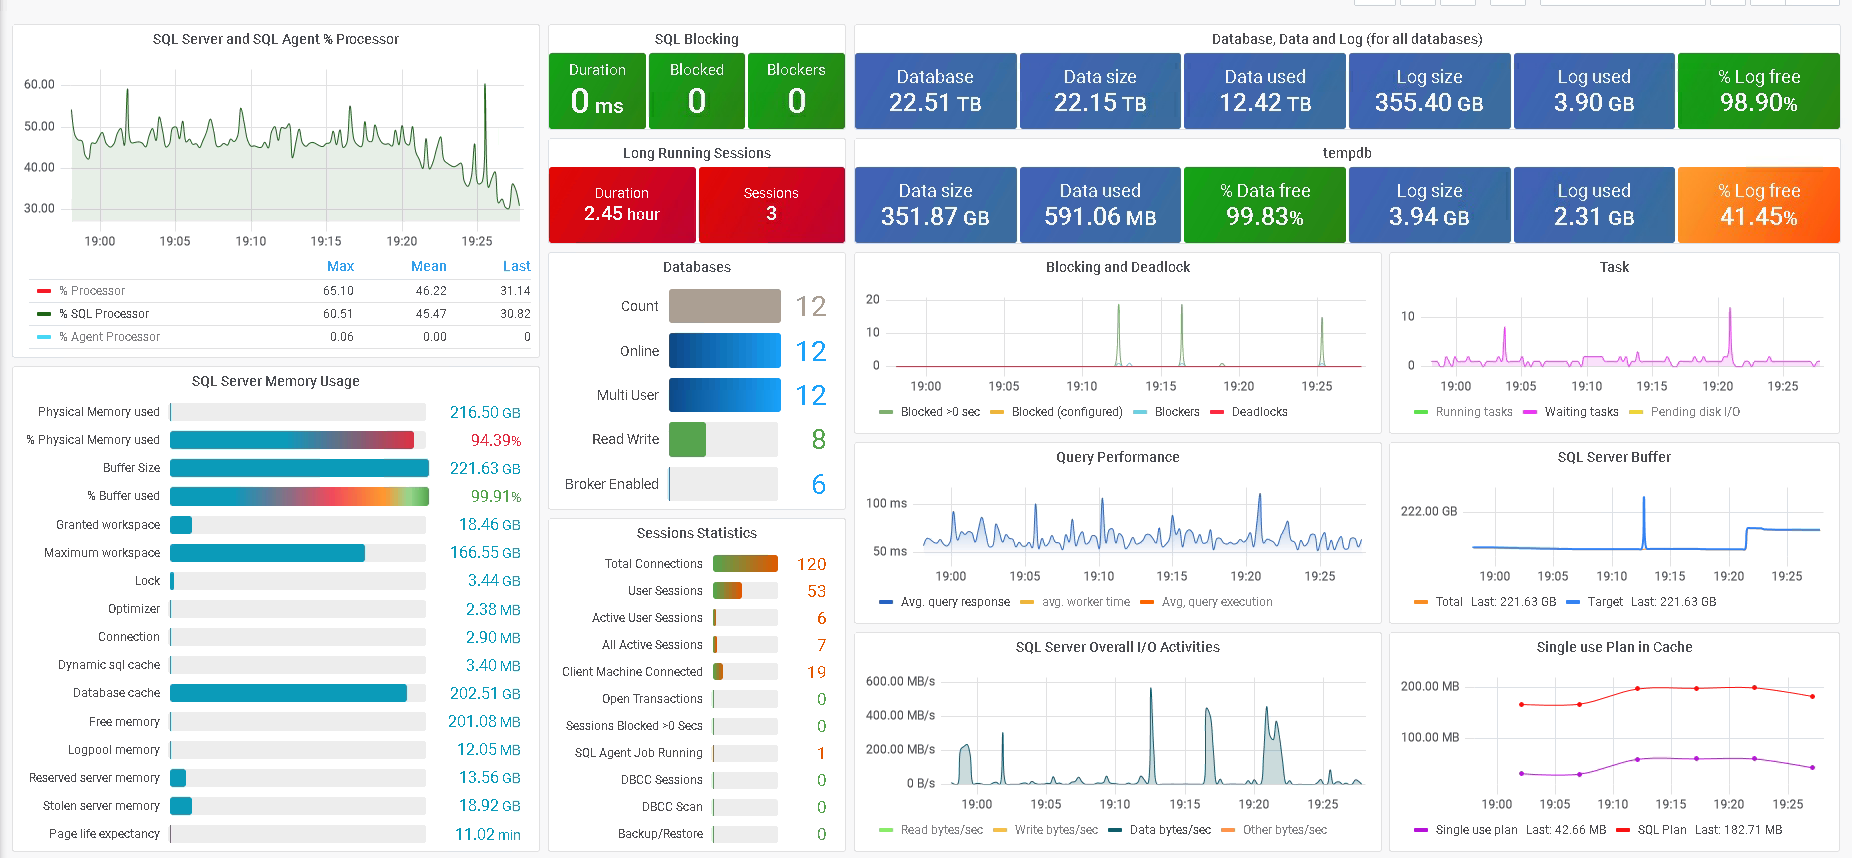 SQL Server and SQL Agent % Processor
60.00
50.00
40.00
30.00
19:00 19:05 19:10 19:15 19:20 19:25
Max Mean Last
% Processor 65.10 46.22 31.14
% SQL Processor 60.51 45.47 30.82
% Agent Processor 0.06 0.00 0
SQL Server Memory Usage
Physical Memory used 216.50 GB
% Physical Memory used 94.39%
Buffer Size 221.63 GB
% Buffer used 99.91%
Granted workspace 18.46 GB
Maximum workspace 166.55 GB
Lock 3.44 GB
Optimizer 2.38 MB
Connection 2.90 MB
Dynamic sql cache 3.40 MB
Database cache 202.51 GB
Free memory 201.08 MB
Logpool memory 12.05 MB
Reserved server memory 13.56 GB
Stolen server memory 18.92 GB
Page life expectancy 11.02 min
SQL Blocking
Duration Blocked Blockers
0 ms 0 0
Long Running Sessions
Duration Sessions
2.45 hour 3
Databases
Count 12
Online 12
Multi User 12
Read Write 8
Broker Enabled 6
Sessions Statistics
Total Connections 120
User Sessions 53
Active User Sessions 6
All Active Sessions 7
Client Machine Connected 19
Open Transactions 0
Sessions Blocked >0 Secs 0
SQL Agent Job Running 1
DBCC Sessions 0
DBCC Scan 0
Backup/Restore 0
Database, Data and Log (for all databases)
Database Data size Data used Log size Log used % Log free
22.51 TB 22.15 TB 12.42 TB 355.40 GB 3.90 GB 98.90%
tempdb
Data size Data used % Data free Log size Log used % Log free
351.87 GB 591.06 MB 99.83% 3.94 GB 2.31 GB 41.45%
Blocking and Deadlock
20
10
0
19:00 19:05 19:10 19:15 19:20 19:25
Blocked >0 sec Blocked (configured) Blockers Deadlocks
Task
10
0
19:00 19:05 19:10 19:15 19:20 19:25
Running tasks Waiting tasks Pending disk I/O
Query Performance
100 ms
50 ms
19:00 19:05 19:10 19:15 19:20 19:25
Avg. query response avg. worker time Avg, query execution
SQL Server Buffer
222.00 GB
19:00 19:05 19:10 19:15 19:20 19:25
Total Last: 221.63 GB Target Last: 221.63 GB
SQL Server Overall I/O Activities
600.00 MB/s
400.00 MB/s
200.00 MB/s
0 B/s
19:00 19:05 19:10 19:15 19:20 19:25
Read bytes/sec Write bytes/sec Data bytes/sec Other bytes/sec
Single use Plan in Cache
200.00 MB
100.00 MB
19:00 19:05 19:10 19:15 19:20 19:25
Single use plan Last: 42.66 MB SQL Plan Last: 182.71 MB